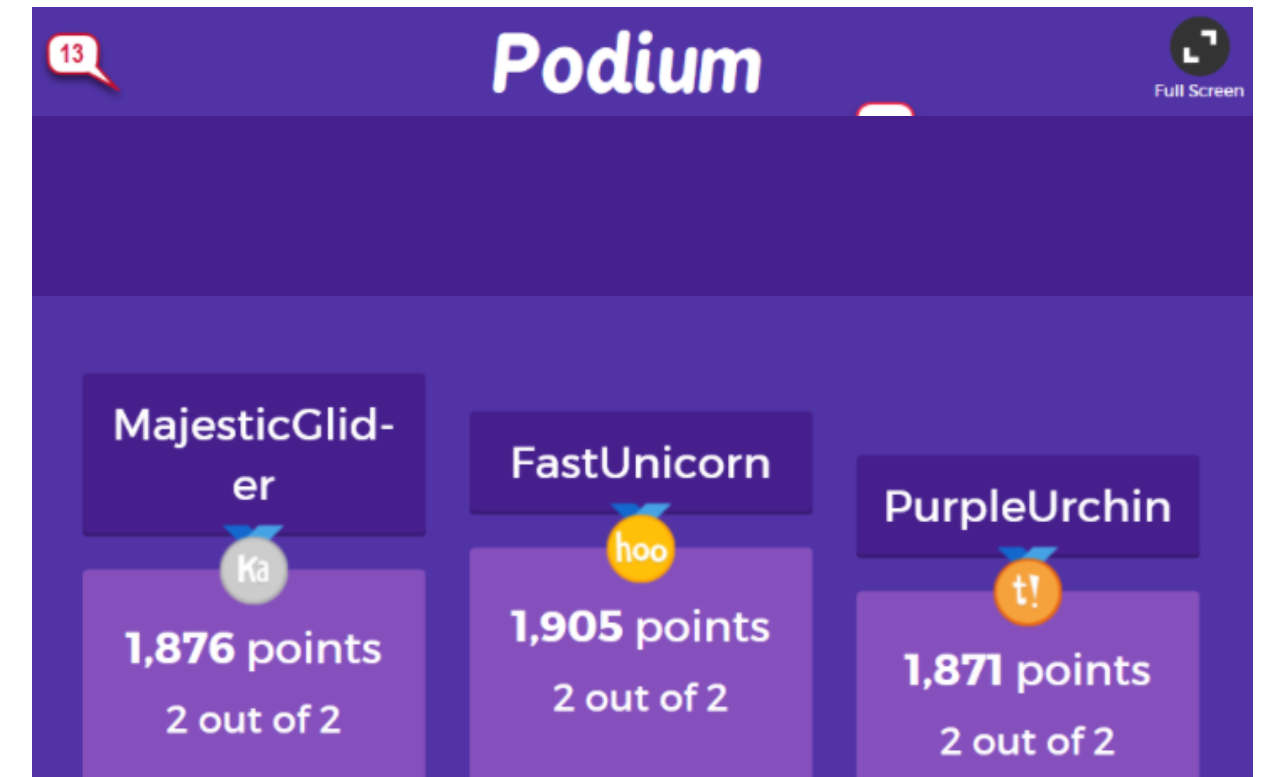 13
Podium
Full Screen
MajesticGlid-
er
Ka
1,876 points
2 out of 2
FastUnicorn
hoo
1,905 points
2 out of 2
PurpleUrchin
t!
1,871 points
2 out of 2